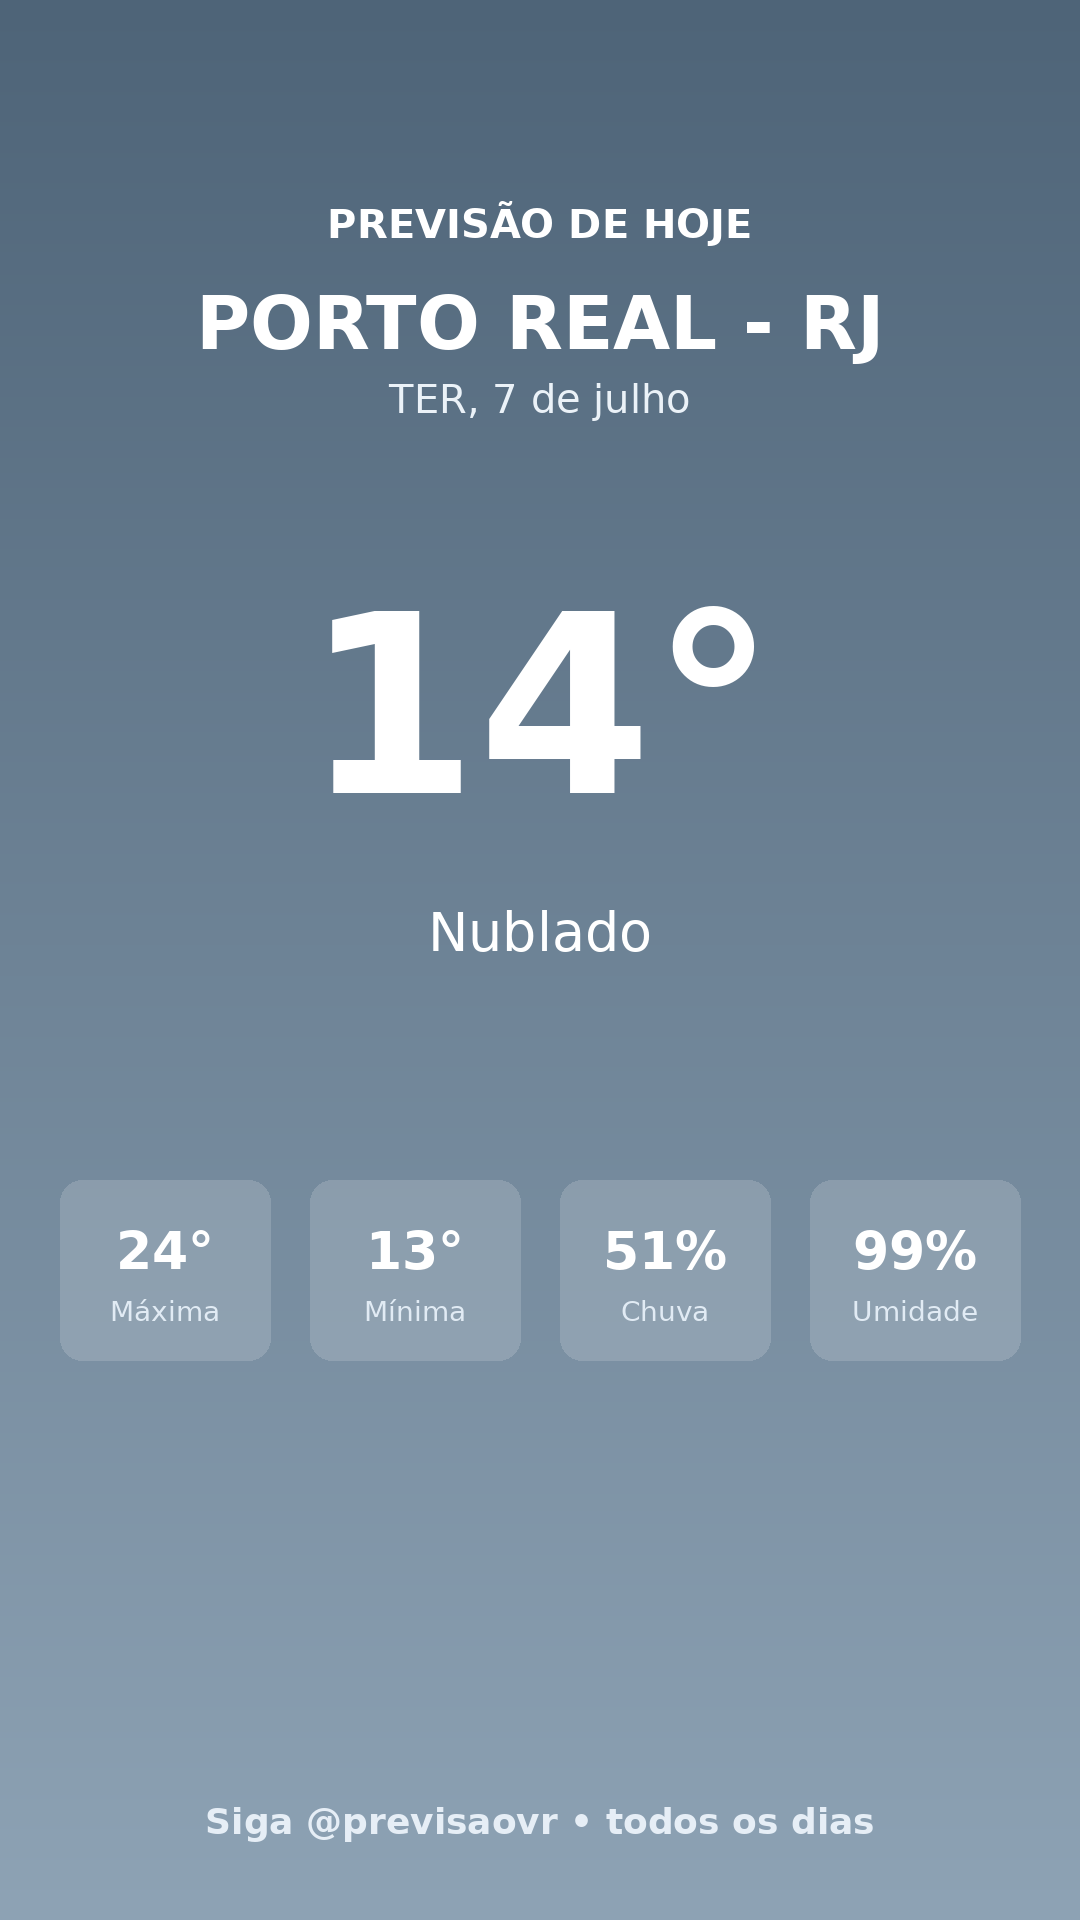 PREVISÃO DE HOJE
PORTO REAL - RJ
TER, 7 de julho
14°
Nublado
24° 13° 51% 99%
Máxima Mínima Chuva Umidade
Siga @previsaovr • todos os dias